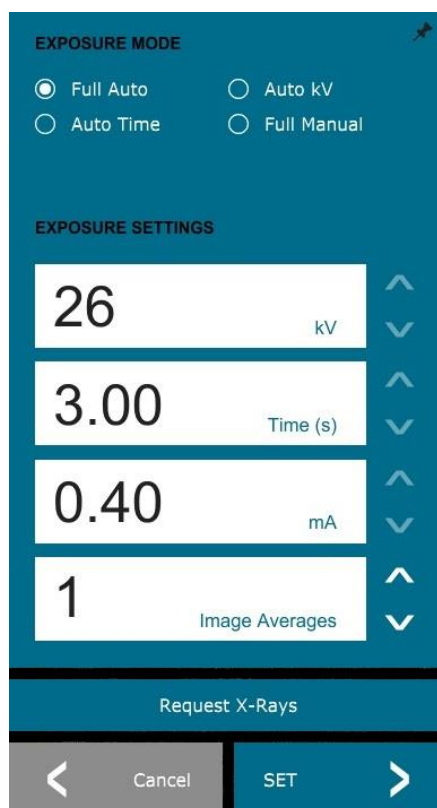 EXPOSURE MODE
Full Auto
Auto kV
Auto Time
Full Manual
EXPOSURE SETTINGS
26
kV
3.00
Time (s)
0.40
mA
1
Image Averages
Request X-Rays
Cancel
SET